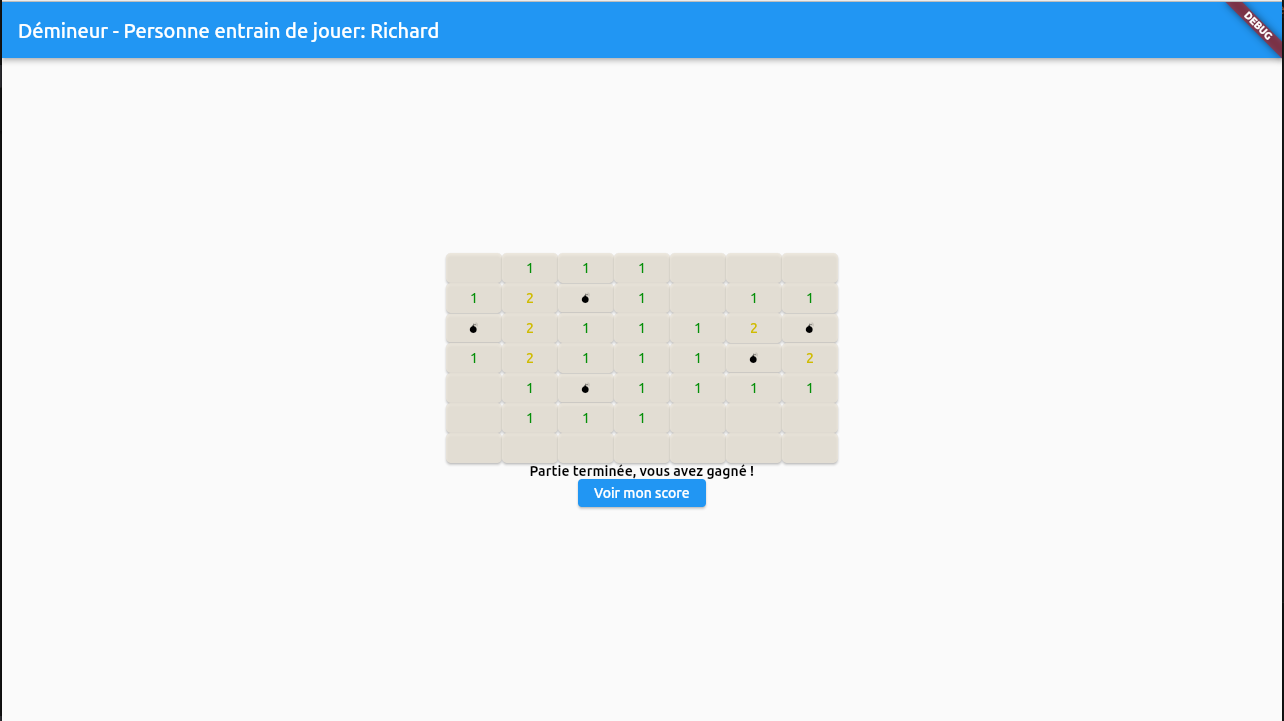 Démineur - Personne entrain de jouer: Richard
DEBUG
1 1 1
1 2 1 1 1
2 1 1 1 2
1 2 1 1 1 2
1 1 1 1 1
1 1 1
Partie terminée, vous avez gagné !
Voir mon score